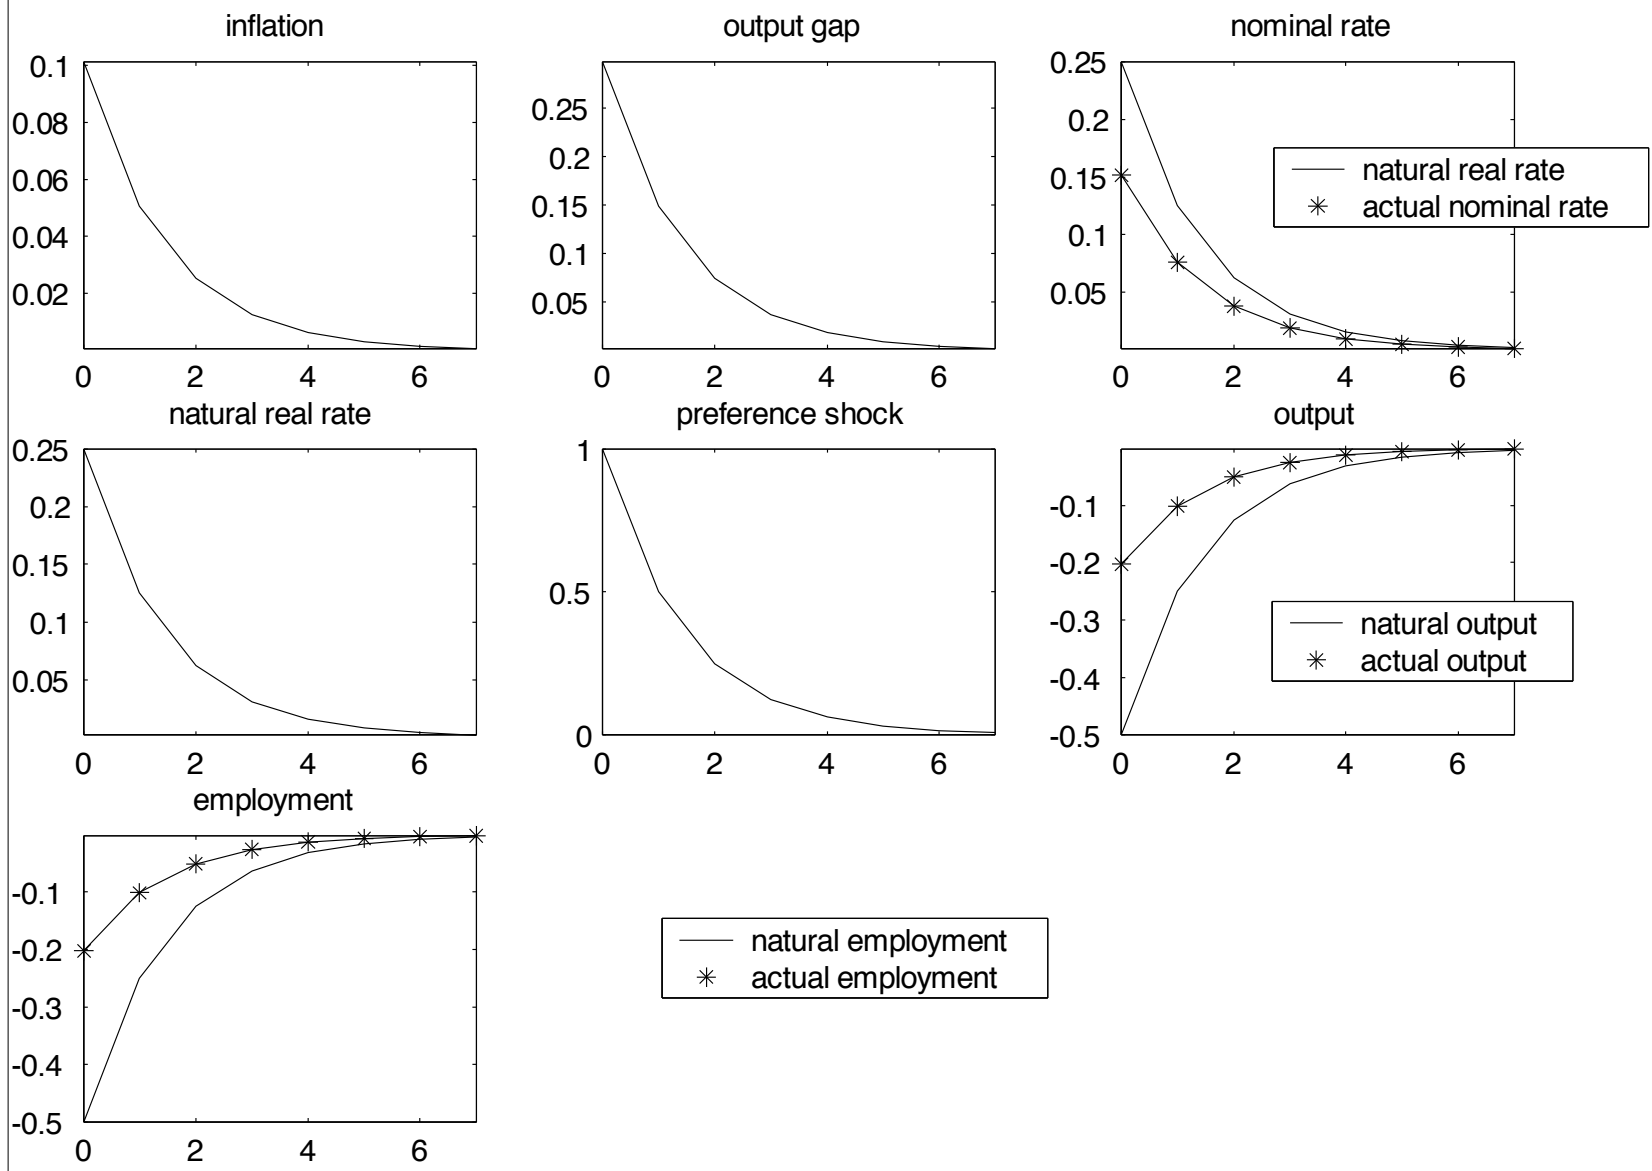 inflation
output gap
nominal rate
0.1
0.08
0.06
0.04
0.02
0 2 4 6
0.25
0.2
0.15
0.1
0.05
0 2 4 6
0.25
0.2
0.15
0.1
0.05
0 2 4 6
natural real rate
actual nominal rate
natural real rate
preference shock
output
0.25
0.2
0.15
0.1
0.05
0 2 4 6
1
0.5
0
0 2 4 6
-0.1
-0.2
-0.3
-0.4
-0.5
0 2 4 6
natural output
actual output
employment
-0.1
-0.2
-0.3
-0.4
-0.5
0 2 4 6
natural employment
actual employment